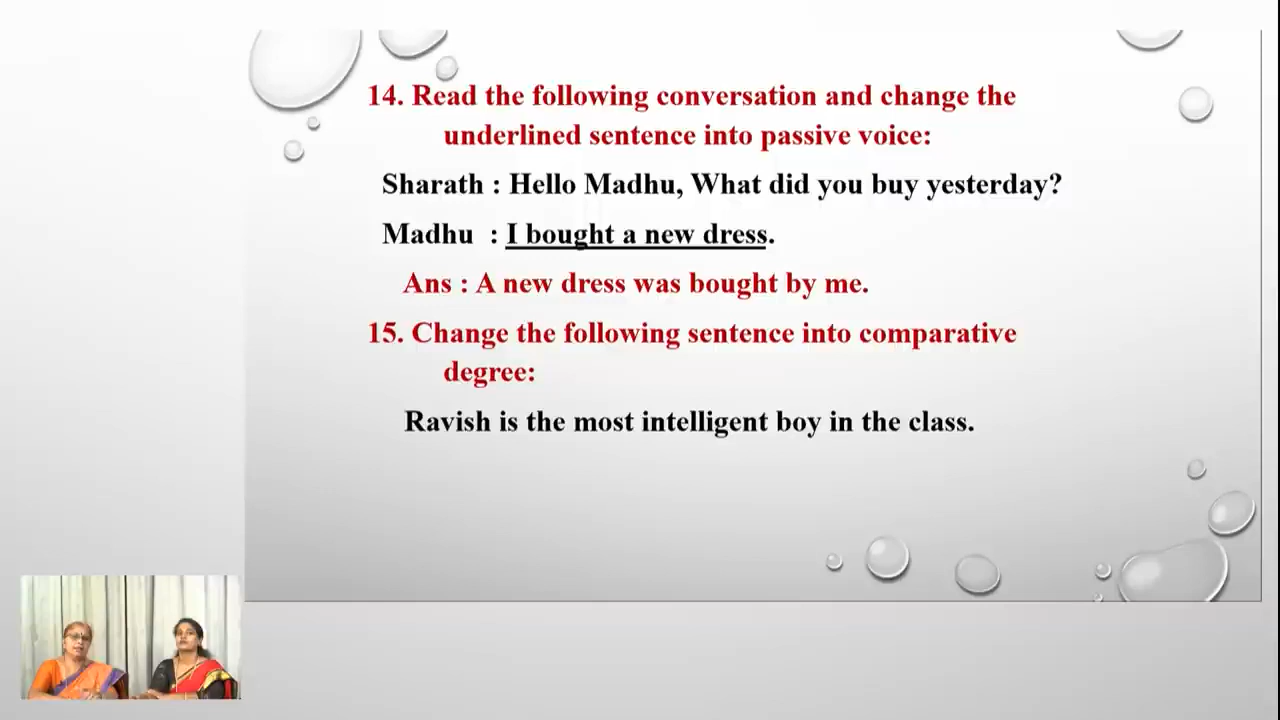 14. Read the following conversation and change the
underlined sentence into passive voice:
Sharath : Hello Madhu, What did you buy yesterday?
Madhu : I bought a new dress.
Ans : A new dress was bought by me.
15. Change the following sentence into comparative
degree:
Ravish is the most intelligent boy in the class.